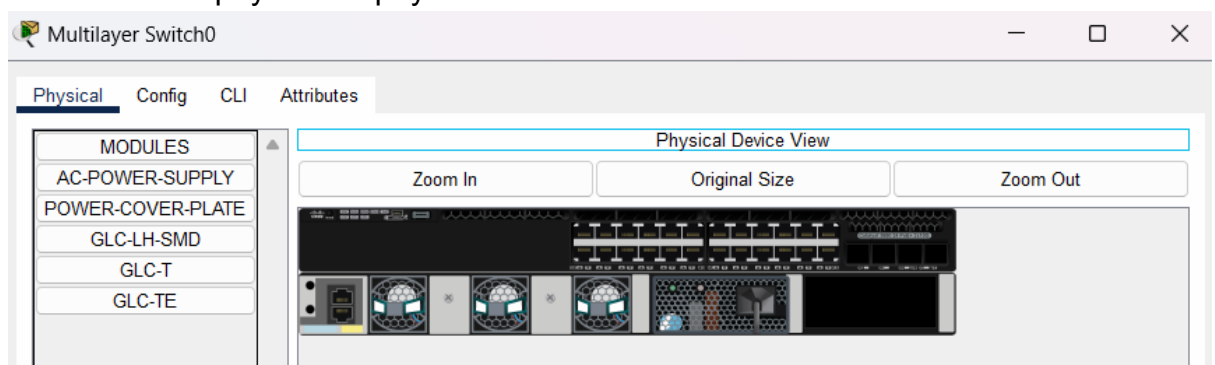 Multilayer Switch0
Physical Config CLI Attributes
MODULES
AC-POWER-SUPPLY
POWER-COVER-PLATE
GLC-LH-SMD
GLC-T
GLC-TE
Physical Device View
Zoom In Original Size Zoom Out